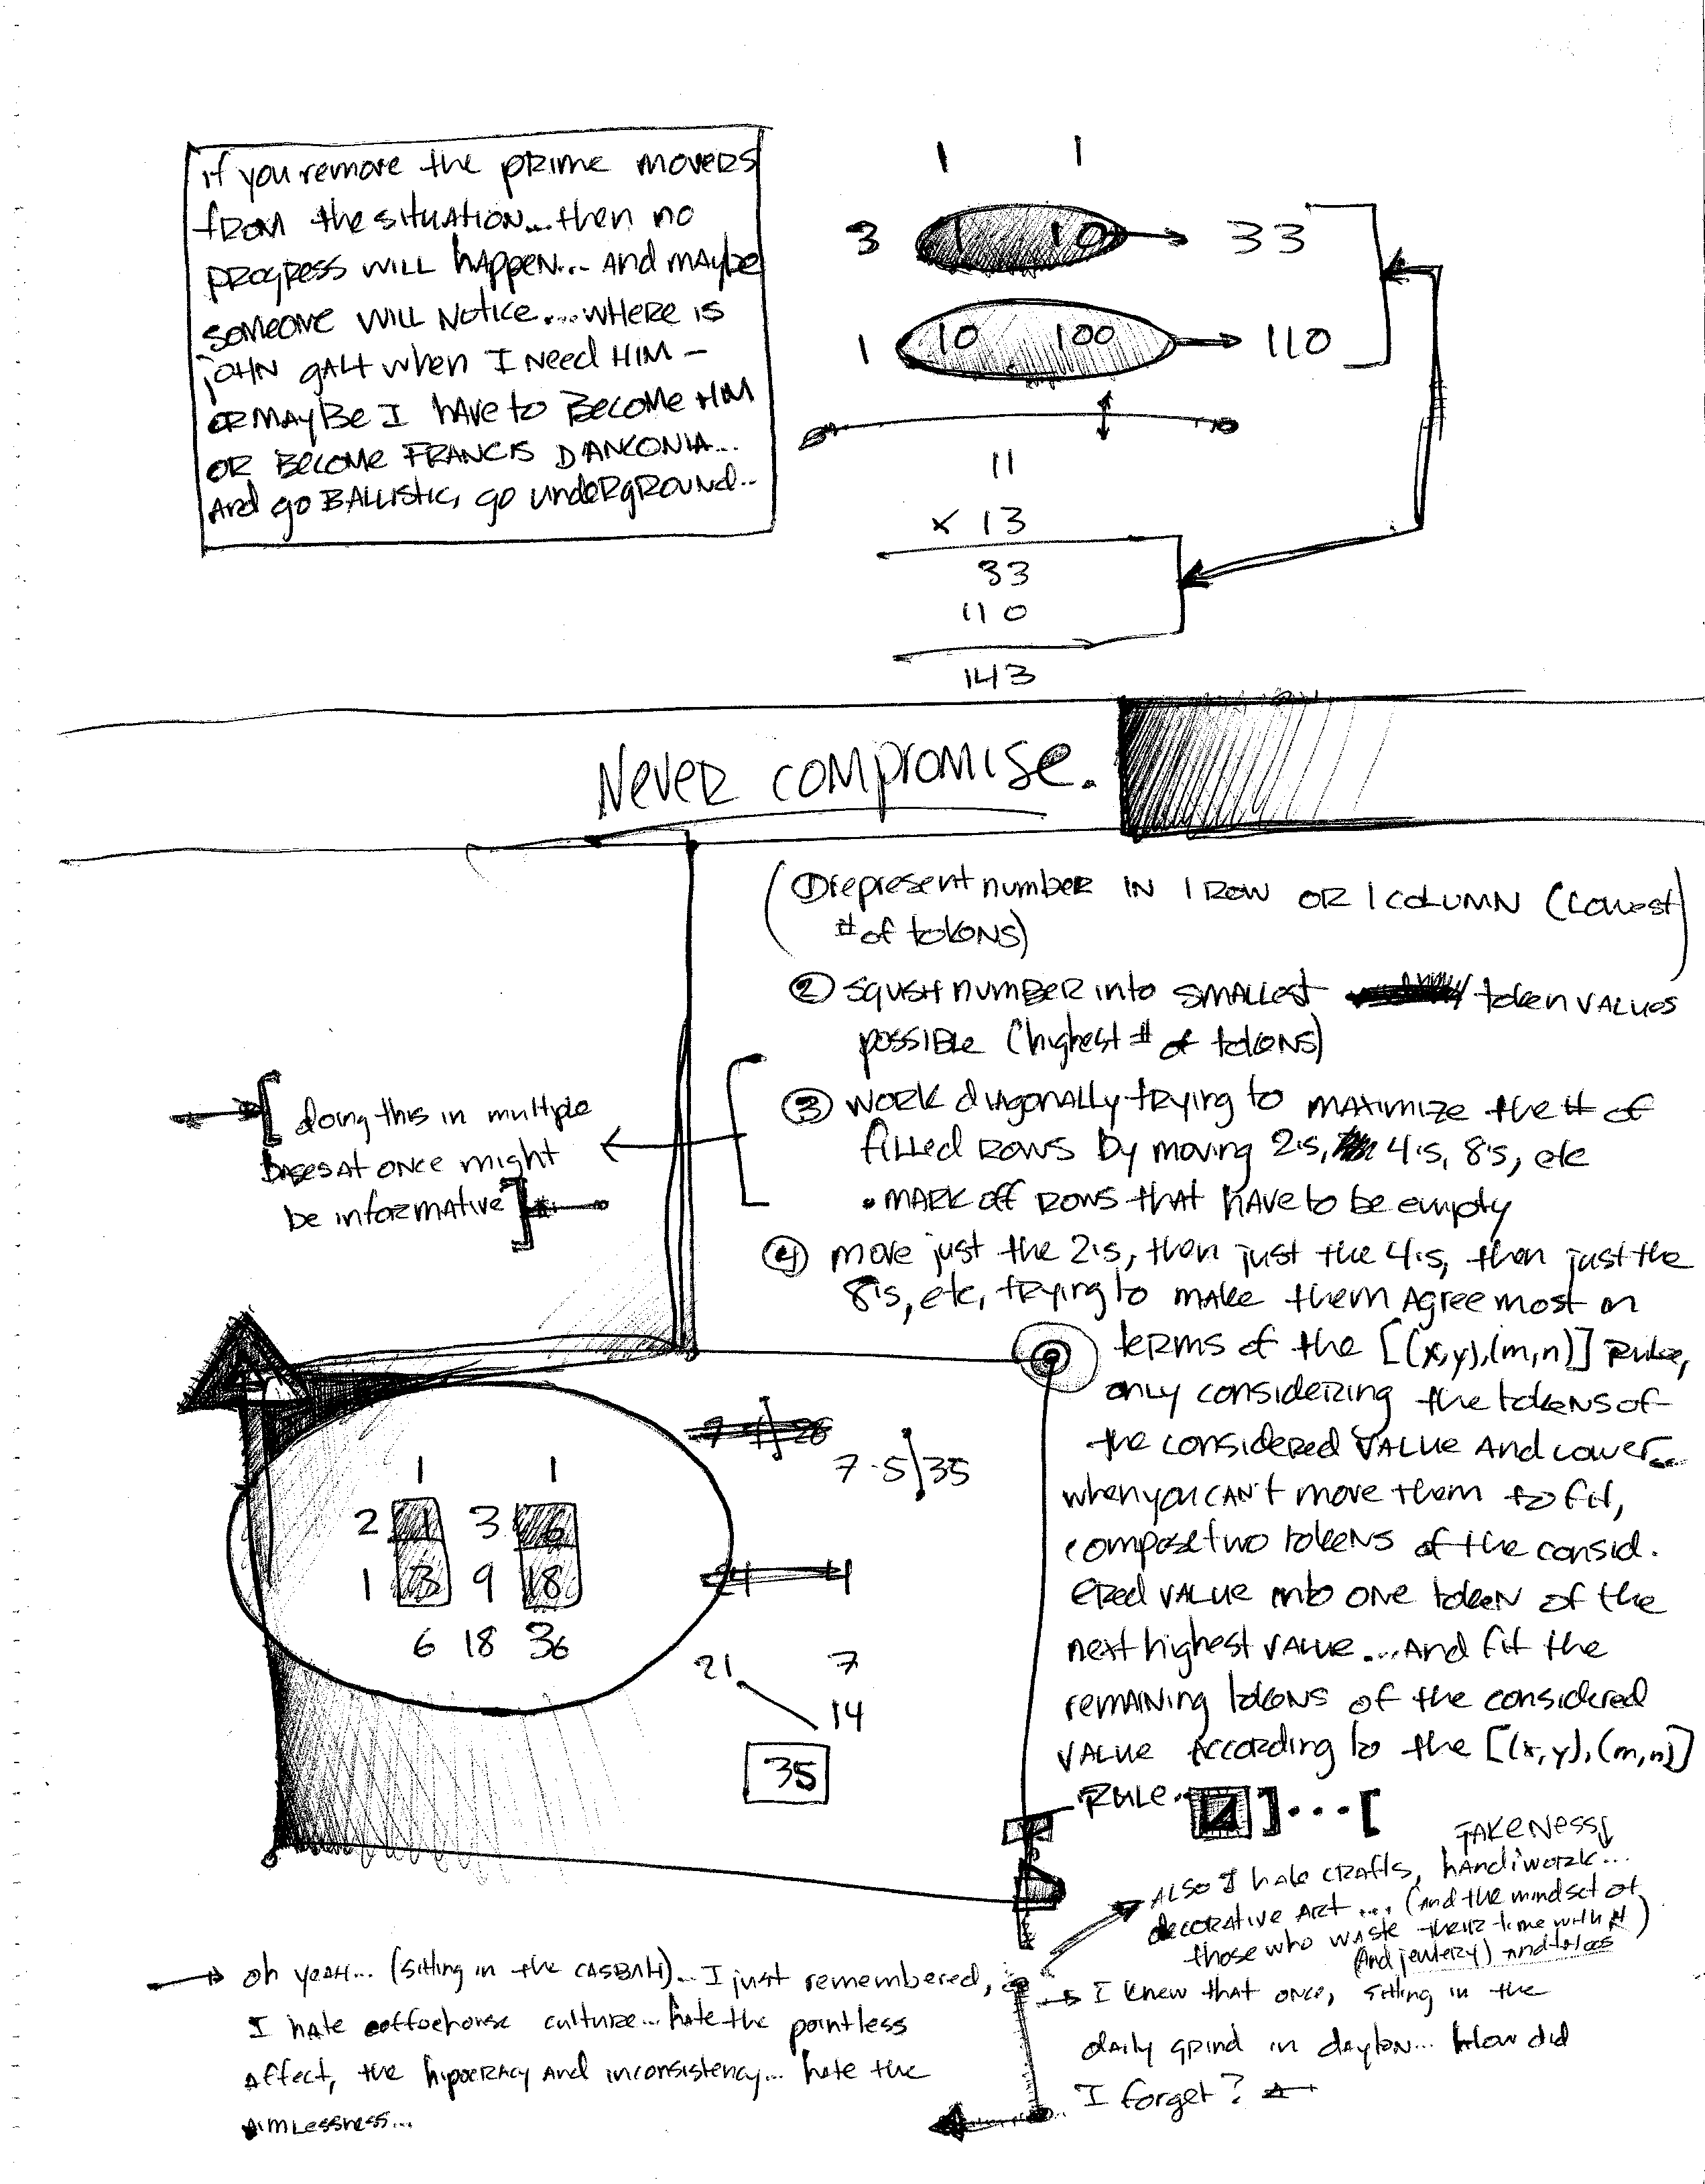 if you remove the prime movers
from the situation... then no
progress will happen... and maybe
someone will notice.... where is
john galt when I need him –
or maybe I have to become him
or become Francis D'Anconia...
and go ballistic, go underground..
1 1
3 1 10 33
1 10 100 110
11
x 13
33
110
143
Never compromise.
(① represent number in 1 row or 1 column (lowest
# of tokens)
② squish number into smallest token values
possible (highest # of tokens)
③ work diagonally trying to maximize the # of
filled rows by moving 2's, 4's, 8's, etc
• mark off rows that have to be empty
④ move just the 2's, then just the 4's, then just the
8's, etc, trying to make them agree most in
terms of the [(x,y),(m,n)] rule,
only considering the tokens of
the considered value and lower...
when you can't move them to fit,
compose two tokens of the consid.
ered value into one token of the
next highest value... and fit the
remaining tokens of the considered
value according to the [(x,y),(m,n)]
rule. ]...[
[doing this in multiple
bases at once might
be informative]
7·5|35
1 1
2 1 3 6
1 3 9 18
6 18 36
21 7
14
35
fakeness
Also I hate crafts, handiwork...
decorative art .... (and the mindset of
those who waste their time with it)
(and
and
oh yeah... (sitting in the Casbah)... I just remembered,
I hate coffeehouse culture... hate the pointless
affect, the hipocracy and inconsistency... hate the
aimlessness...
I knew that once, sitting in the
daily grind in dayton... How did
I forget?